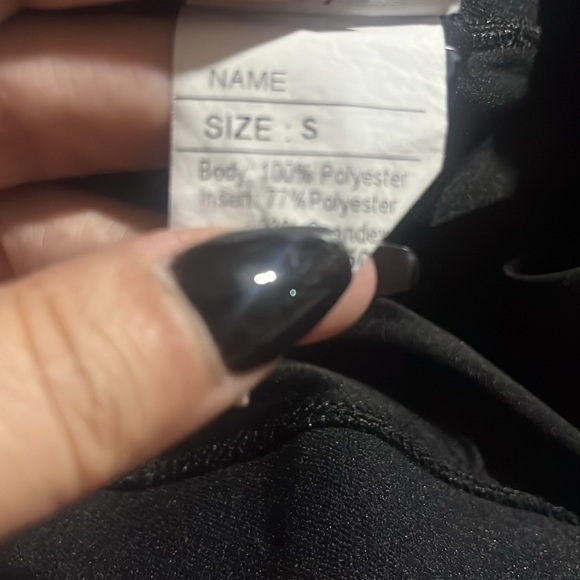 NAME
SIZE : S
Body: 100% Polyester
Insert: 77% Polyester